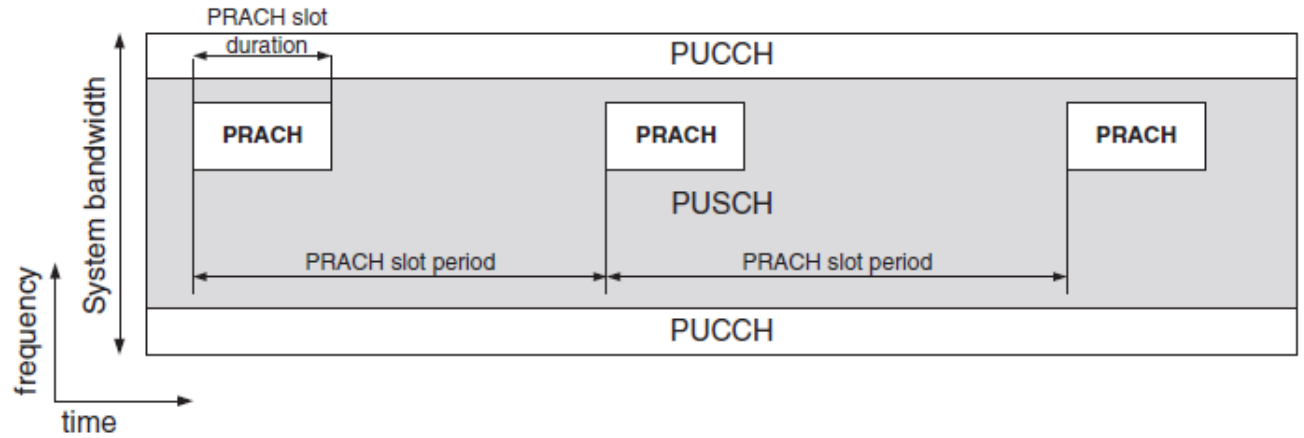 PRACH slot
duration
PUCCH
System bandwidth
PRACH
PRACH
PRACH
PUSCH
PRACH slot period
PRACH slot period
PUCCH
frequency
time